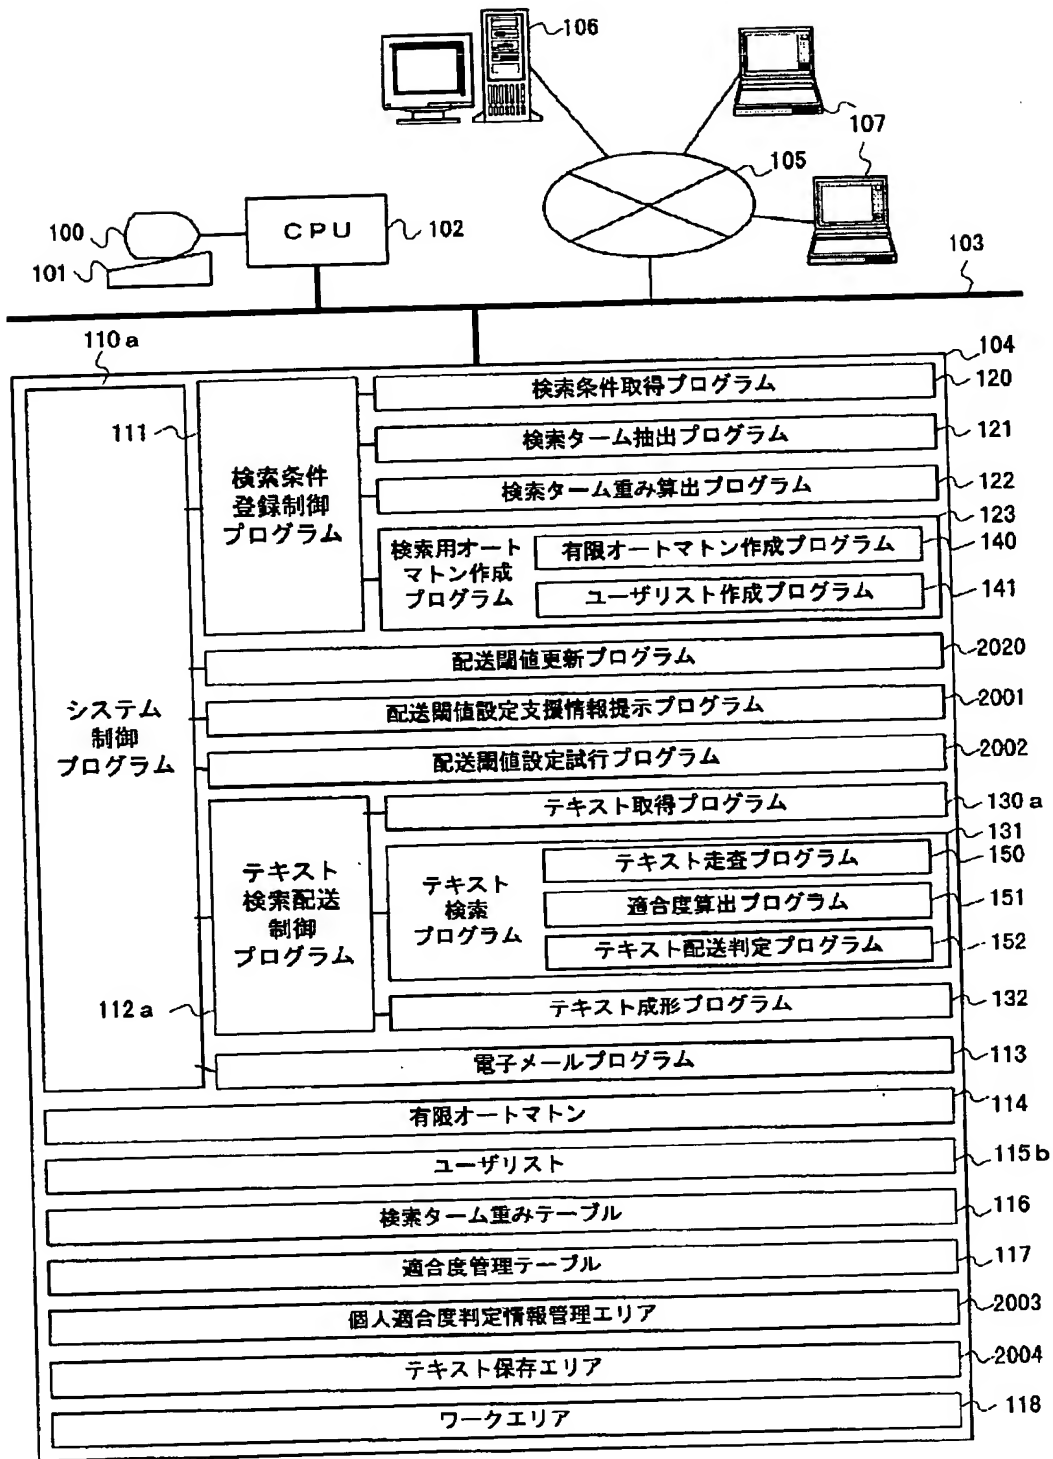 106
107
105
100
101
CPU
102
103
110a
104
111
検索条件
登録制御
プログラム
検索条件取得プログラム
120
検索ターム抽出プログラム
121
検索ターム重み算出プログラム
122
123
検索用オート
マトン作成
プログラム
有限オートマトン作成プログラム
140
ユーザリスト作成プログラム
141
システム
制御
プログラム
配送閾値更新プログラム
2020
配送閾値設定支援情報提示プログラム
2001
配送閾値設定試行プログラム
2002
テキスト
検索配送
制御
プログラム
112a
テキスト取得プログラム
130a
131
テキスト
検索
プログラム
テキスト走査プログラム
150
適合度算出プログラム
151
テキスト配送判定プログラム
152
テキスト成形プログラム
132
電子メールプログラム
113
有限オートマトン
114
ユーザリスト
115b
検索ターム重みテーブル
116
適合度管理テーブル
117
個人適合度判定情報管理エリア
2003
テキスト保存エリア
2004
ワークエリア
118